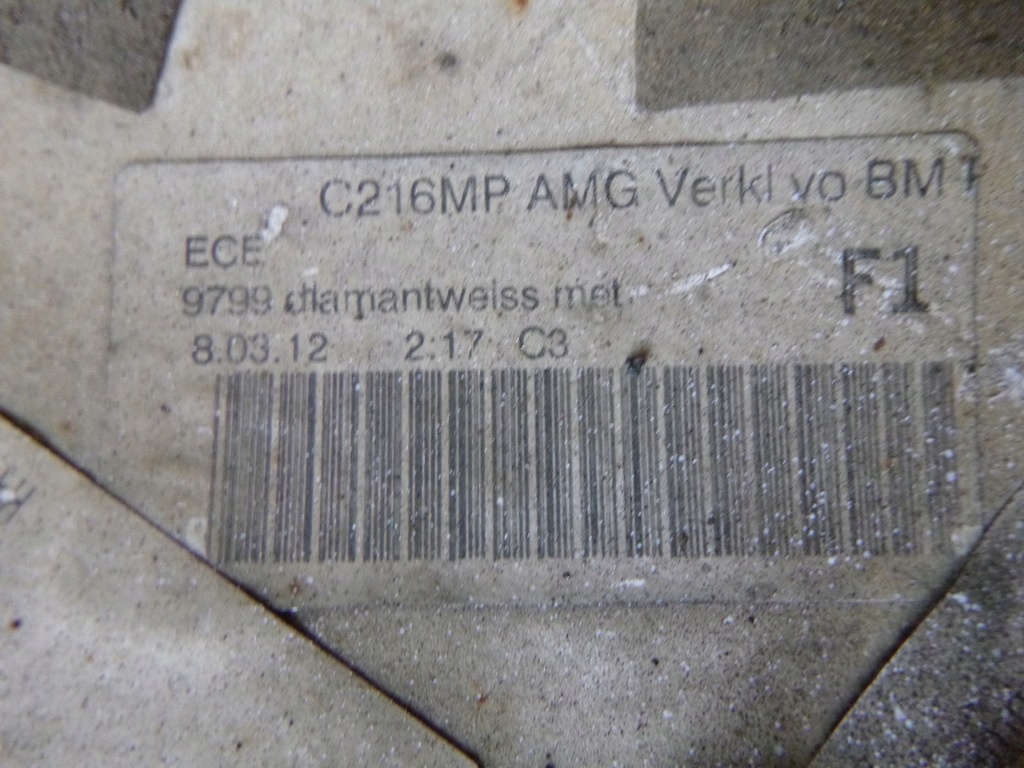 C216MP AMG Verkl vo BM
ECE
F1
9799 diamantweiss met.
8.03.12 2:17 C3